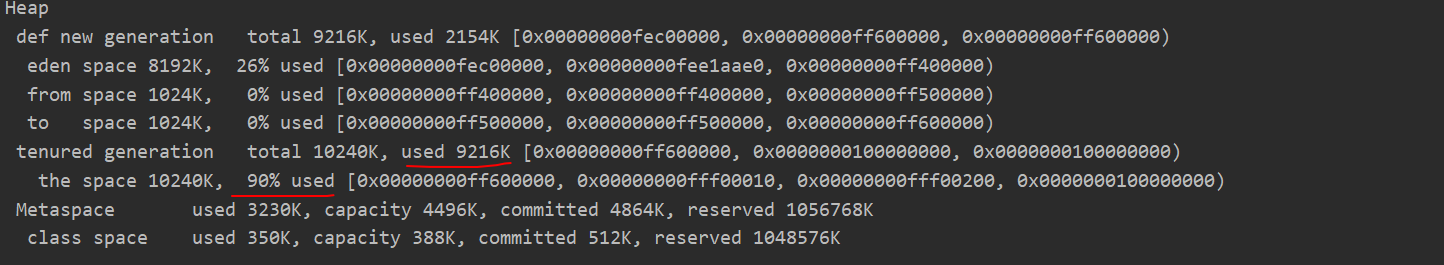 Heap
def new generation   total 9216K, used 2154K [0x00000000fec00000, 0x00000000ff600000, 0x00000000ff600000)
eden space 8192K,  26% used [0x00000000fec00000, 0x00000000fee1aae0, 0x00000000ff400000)
from space 1024K,   0% used [0x00000000ff400000, 0x00000000ff400000, 0x00000000ff500000)
to   space 1024K,   0% used [0x00000000ff500000, 0x00000000ff500000, 0x00000000ff600000)
tenured generation   total 10240K, used 9216K [0x00000000ff600000, 0x0000000100000000, 0x0000000100000000)
the space 10240K,  90% used [0x00000000ff600000, 0x00000000fff00010, 0x00000000fff00200, 0x0000000100000000)
Metaspace       used 3230K, capacity 4496K, committed 4864K, reserved 1056768K
class space    used 350K, capacity 388K, committed 512K, reserved 1048576K